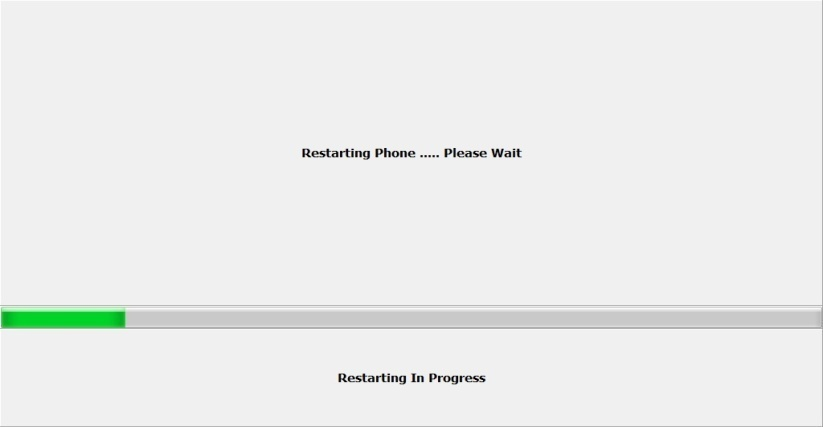 Restarting Phone ..... Please Wait
Restarting In Progress